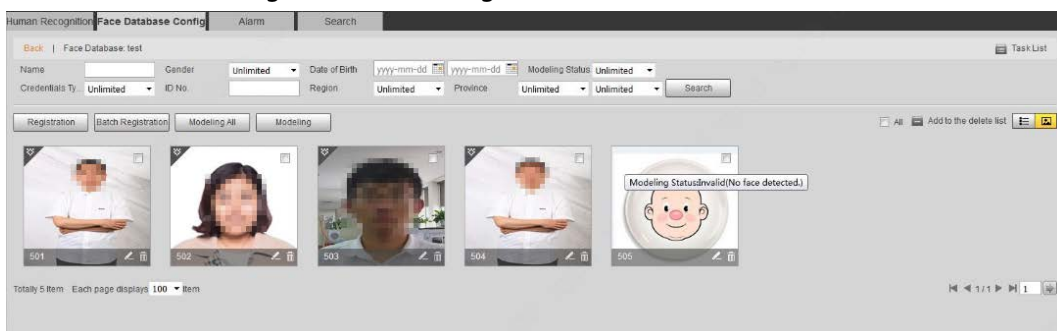 Human Recognition Face Database Config Alarm Search
Back | Face Database: test Task List
Name Gender Unlimited Date of Birth yyyy-mm-dd yyyy-mm-dd Modeling Status Unlimited
Credentials Ty... Unlimited ID No. Region Unlimited Province Unlimited Unlimited Search
Registration Batch Registration Modeling All Modeling All Add to the delete list
Modeling Status:Invalid(No face detected.)
501 502 503 504 505
Totally 5 Item Each page displays 100 Item 1/1 1